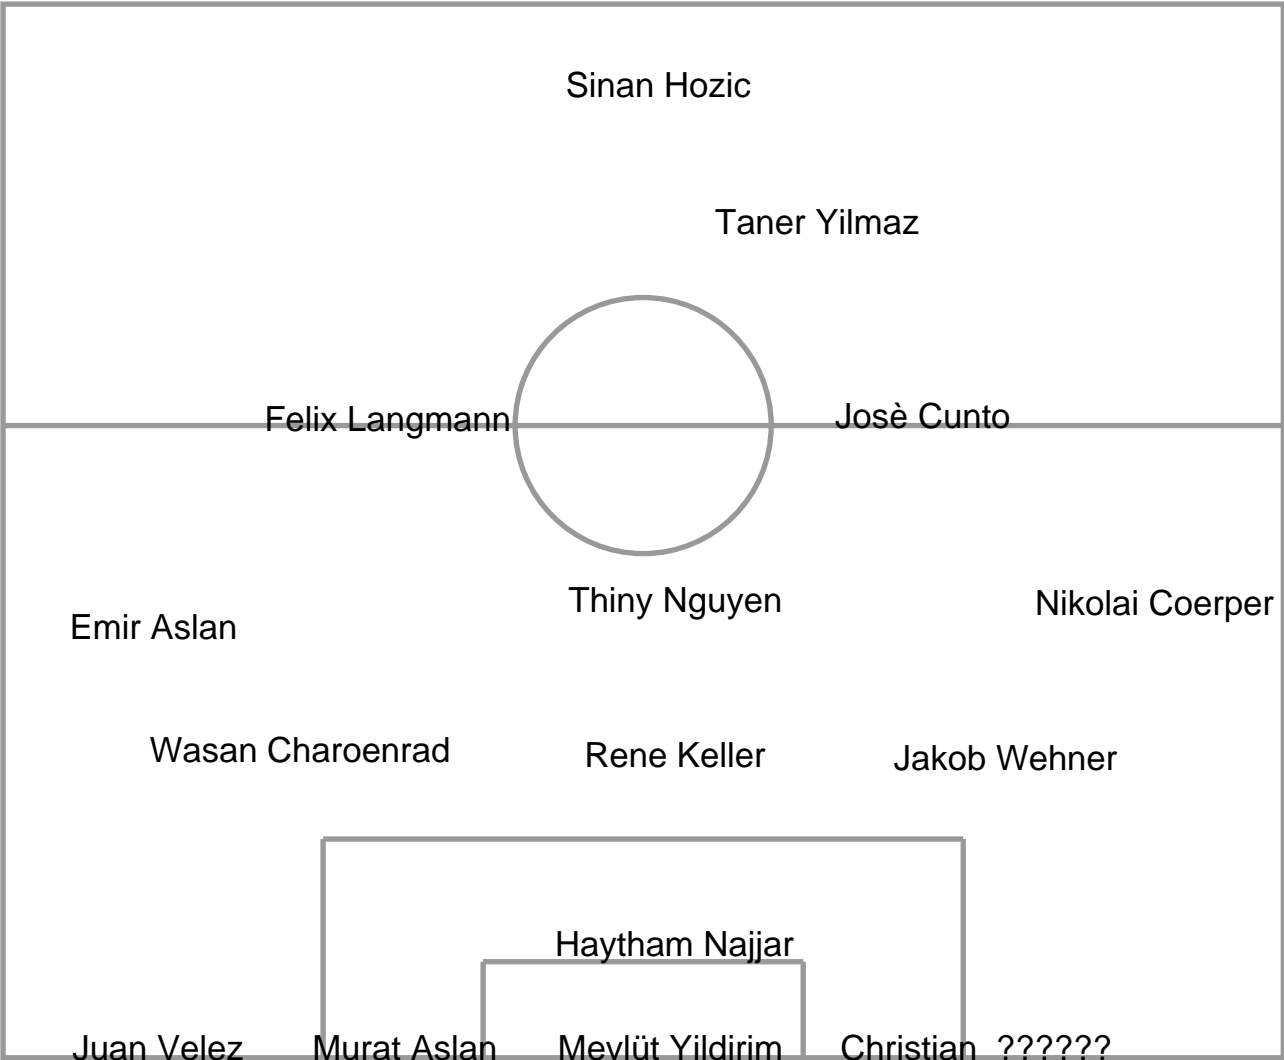 Sinan Hozic
Taner Yilmaz
Felix Langmann
Josè Cunto
Thiny Nguyen
Nikolai Coerper
Emir Aslan
Wasan Charoenrad
Rene Keller
Jakob Wehner
Haytham Najjar
Juan Velez
Murat Aslan
Mevlüt Yildirim
Christian ??????